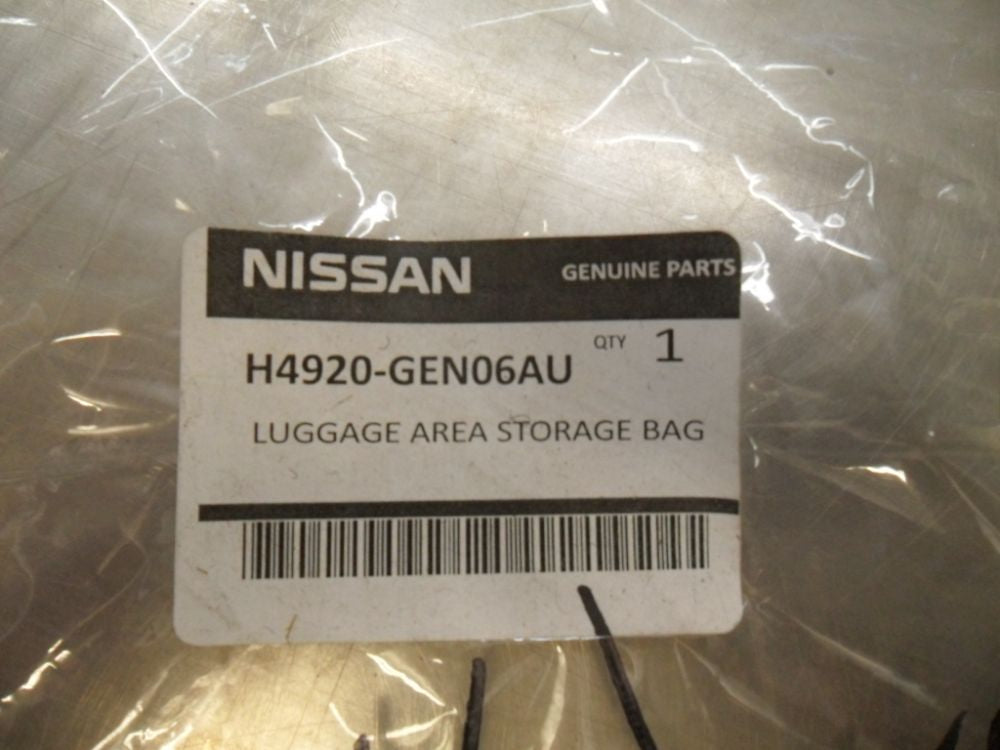 NISSAN GENUINE PARTS
H4920-GEN06AU QTY 1
LUGGAGE AREA STORAGE BAG